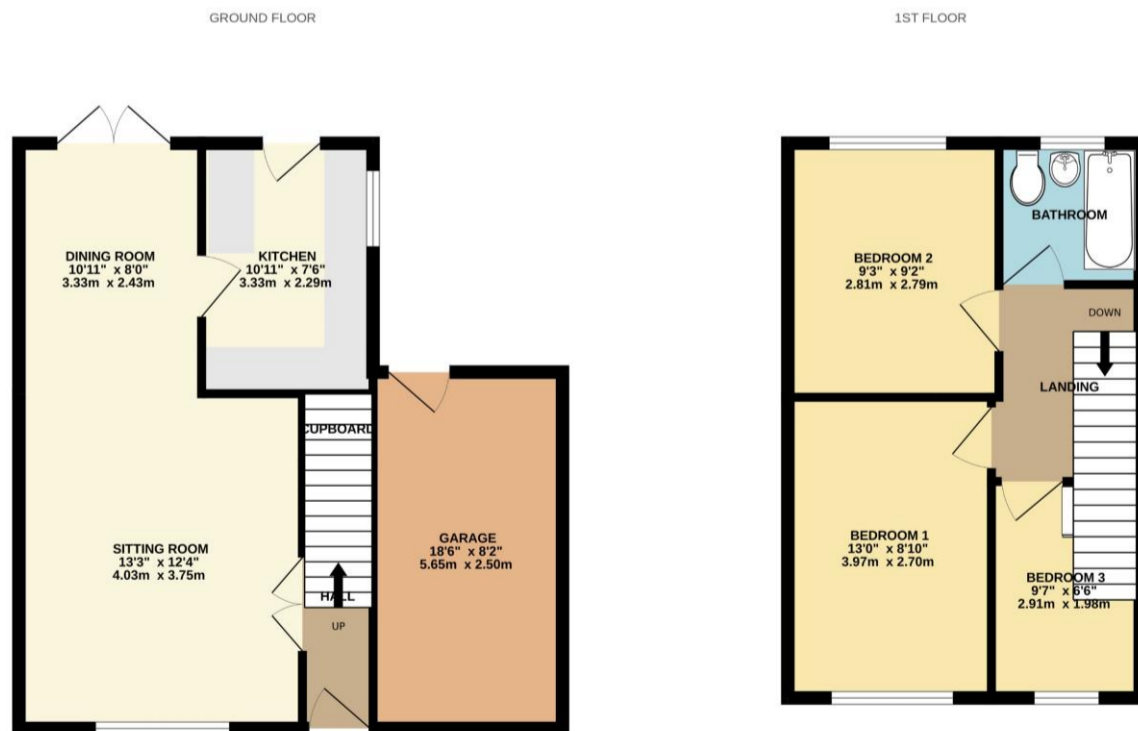 GROUND FLOOR
DINING ROOM
10'11" x 8'0"
3.33m x 2.43m
KITCHEN
10'11" x 7'6"
3.33m x 2.29m
CUPBOARD
SITTING ROOM
13'3" x 12'4"
4.03m x 3.75m
HALL
UP
GARAGE
18'6" x 8'2"
5.65m x 2.50m
1ST FLOOR
BATHROOM
BEDROOM 2
9'3" x 9'2"
2.81m x 2.79m
DOWN
LANDING
BEDROOM 1
13'0" x 8'10"
3.97m x 2.70m
BEDROOM 3
9'7" x 6'6"
2.91m x 1.98m